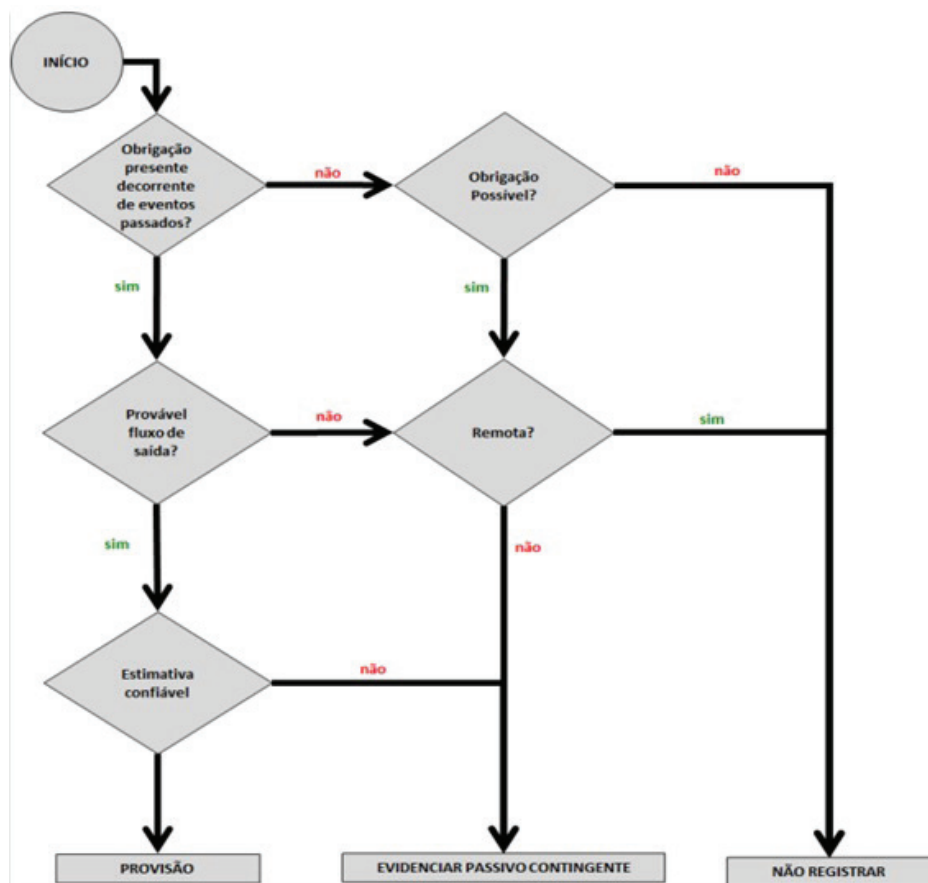 INÍCIO
Obrigação
presente
decorrente
de eventos
passados?
não
Obrigação
Possível?
não
sim
sim
Provável
fluxo de
saída?
não
Remota?
sim
sim
não
Estimativa
confiável
não
PROVISÃO
EVIDENCIAR PASSIVO CONTINGENTE
NÃO REGISTRAR